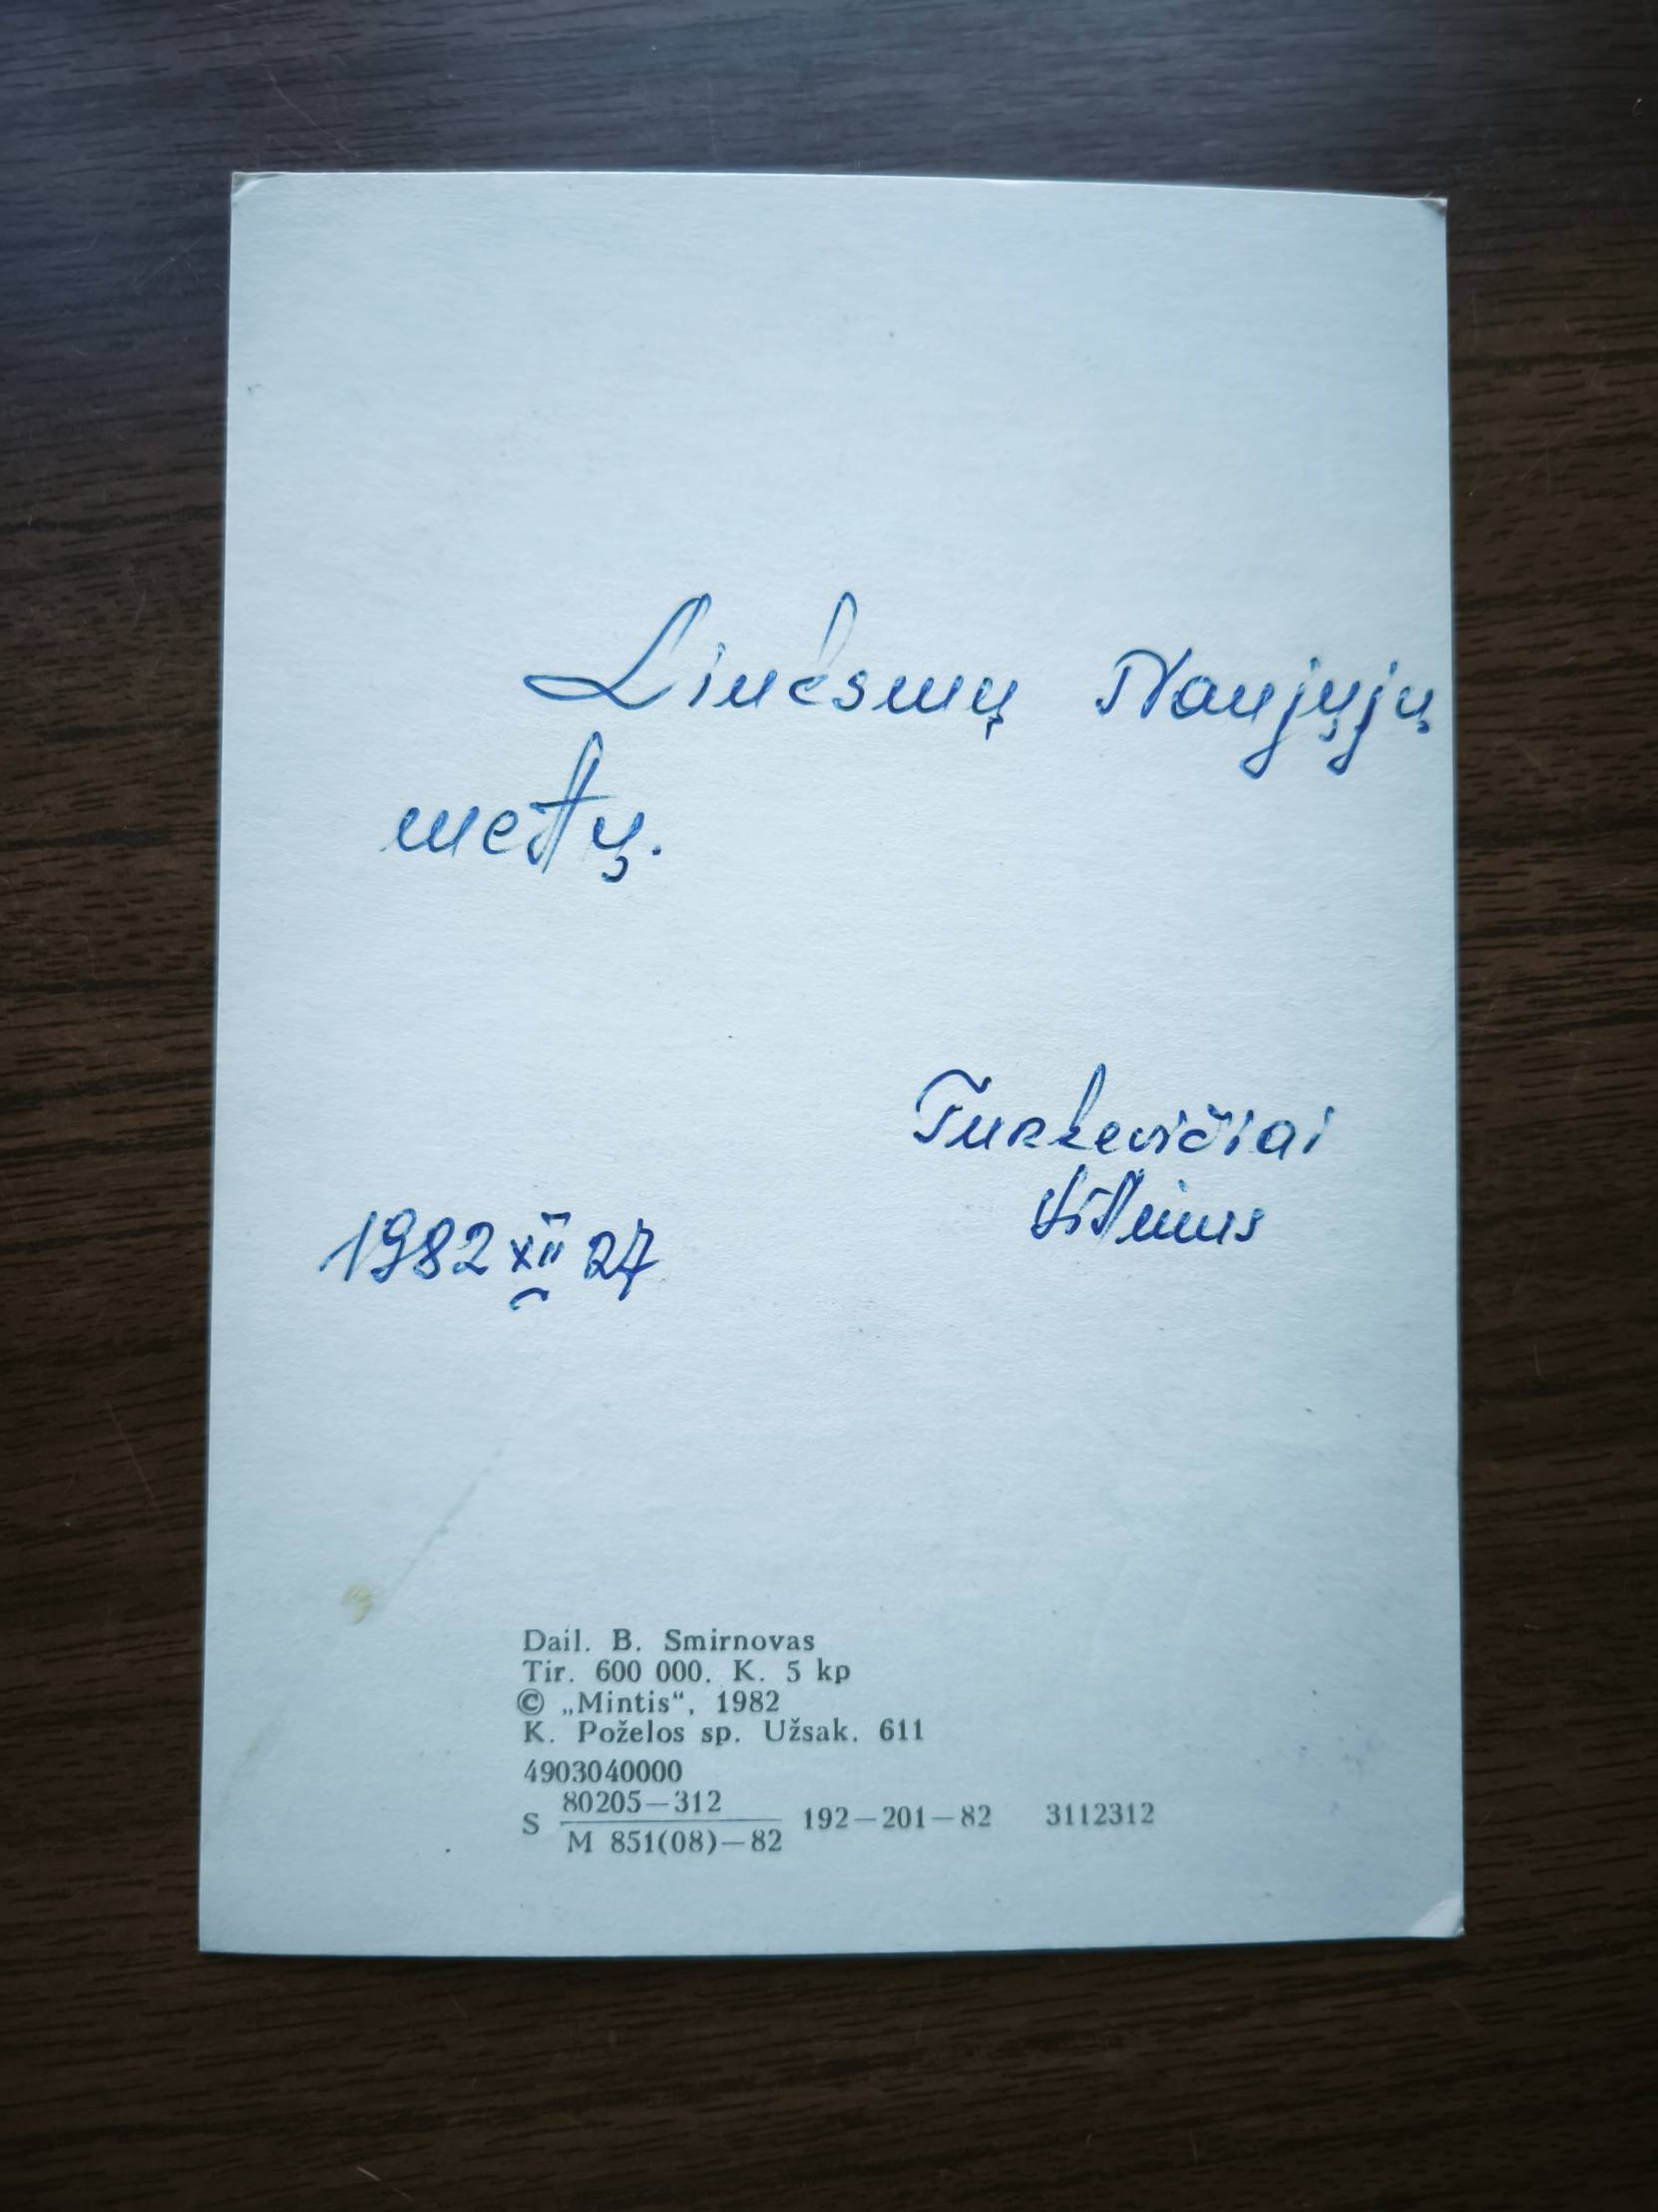 Linksmų Naujųjų
metų.
Turkevičiai
Vilnius
1982 XII 27
Dail. B. Smirnovas
Tir. 600 000. K. 5 kp
© „Mintis“, 1982
K. Poželos sp. Užsak. 611
4903040000
S 80205—312 / M 851(08)—82 192—201—82 3112312